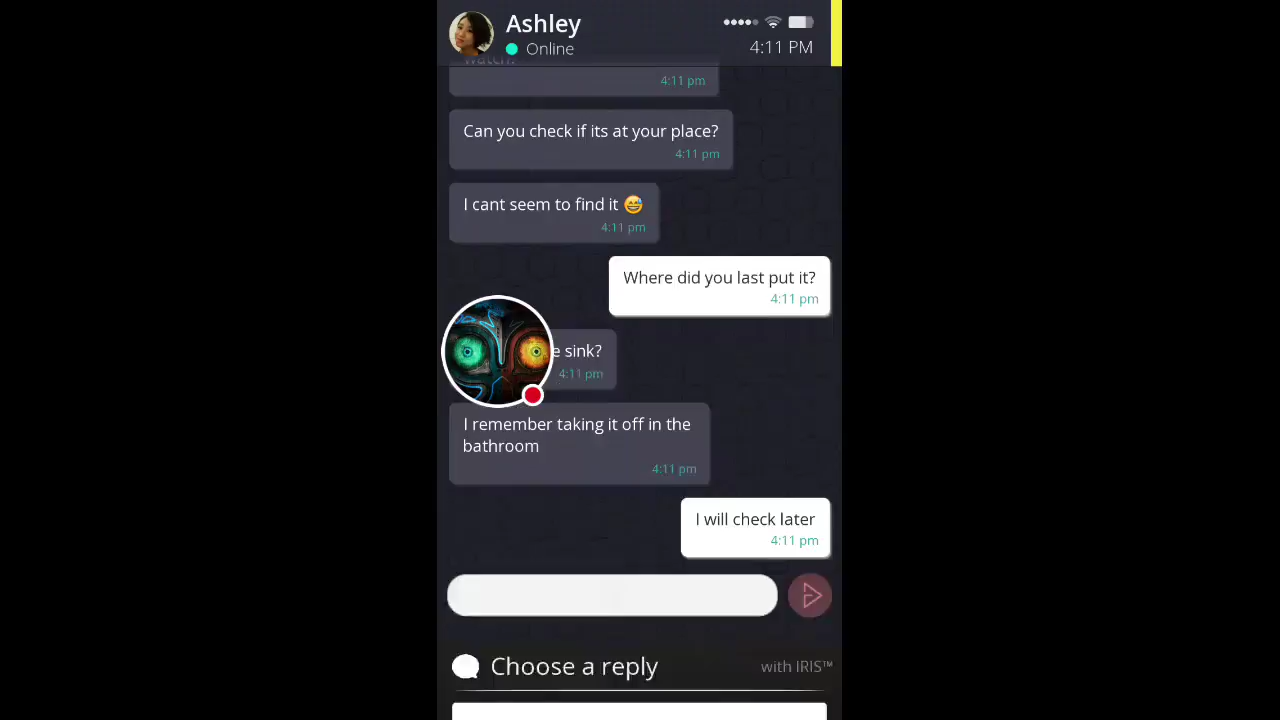 Ashley
Online
4:11 PM
watch?
4:11 pm
Can you check if its at your place?
4:11 pm
I cant seem to find it 😅
4:11 pm
Where did you last put it?
4:11 pm
sink?
4:11 pm
I remember taking it off in the
bathroom
4:11 pm
I will check later
4:11 pm
Choose a reply
with IRIS™